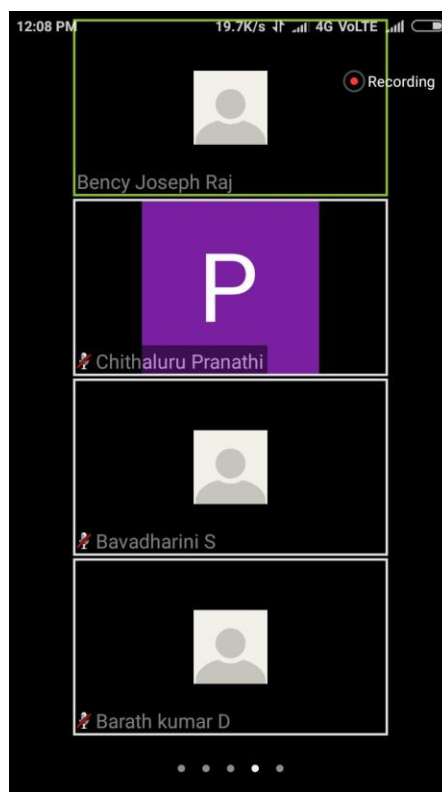 12:08 PM 19.7K/s 4G VoLTE
Recording
Bency Joseph Raj
P
Chithaluru Pranathi
Bavadharini S
Barath kumar D